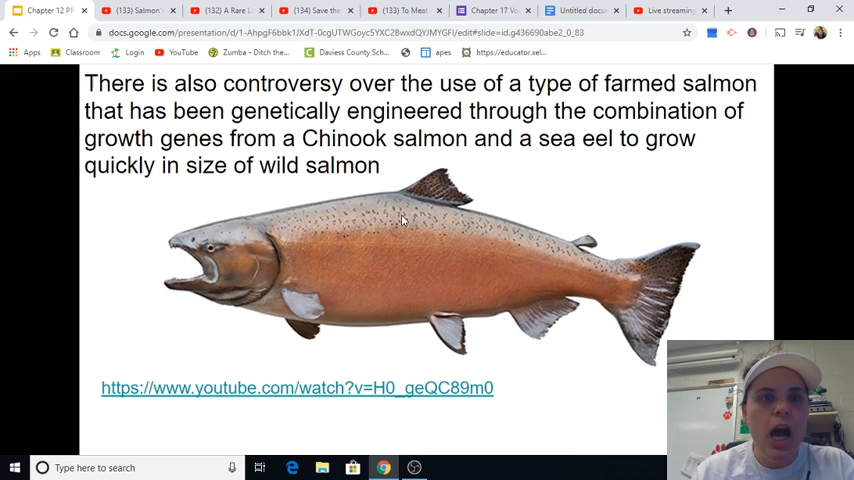 Chapter 12 PP
(133) Salmon's
(132) A Rare L
(134) Save the
(133) To Meat
Chapter 17 Vo
Untitled docu
Live streaming
docs.google.com/presentation/d/1-AhpgF6bbk1JXdT-0cgUTWGoyc5YXC2BwxdQYJMYGFI/edit#slide=id.g436690abe2_0_83
Apps
Classroom
Login
YouTube
Zumba - Ditch the...
Daviess County Sch...
apes
https://educator.xel...
There is also controversy over the use of a type of farmed salmon
that has been genetically engineered through the combination of
growth genes from a Chinook salmon and a sea eel to grow
quickly in size of wild salmon
https://www.youtube.com/watch?v=H0_geQC89m0
Type here to search